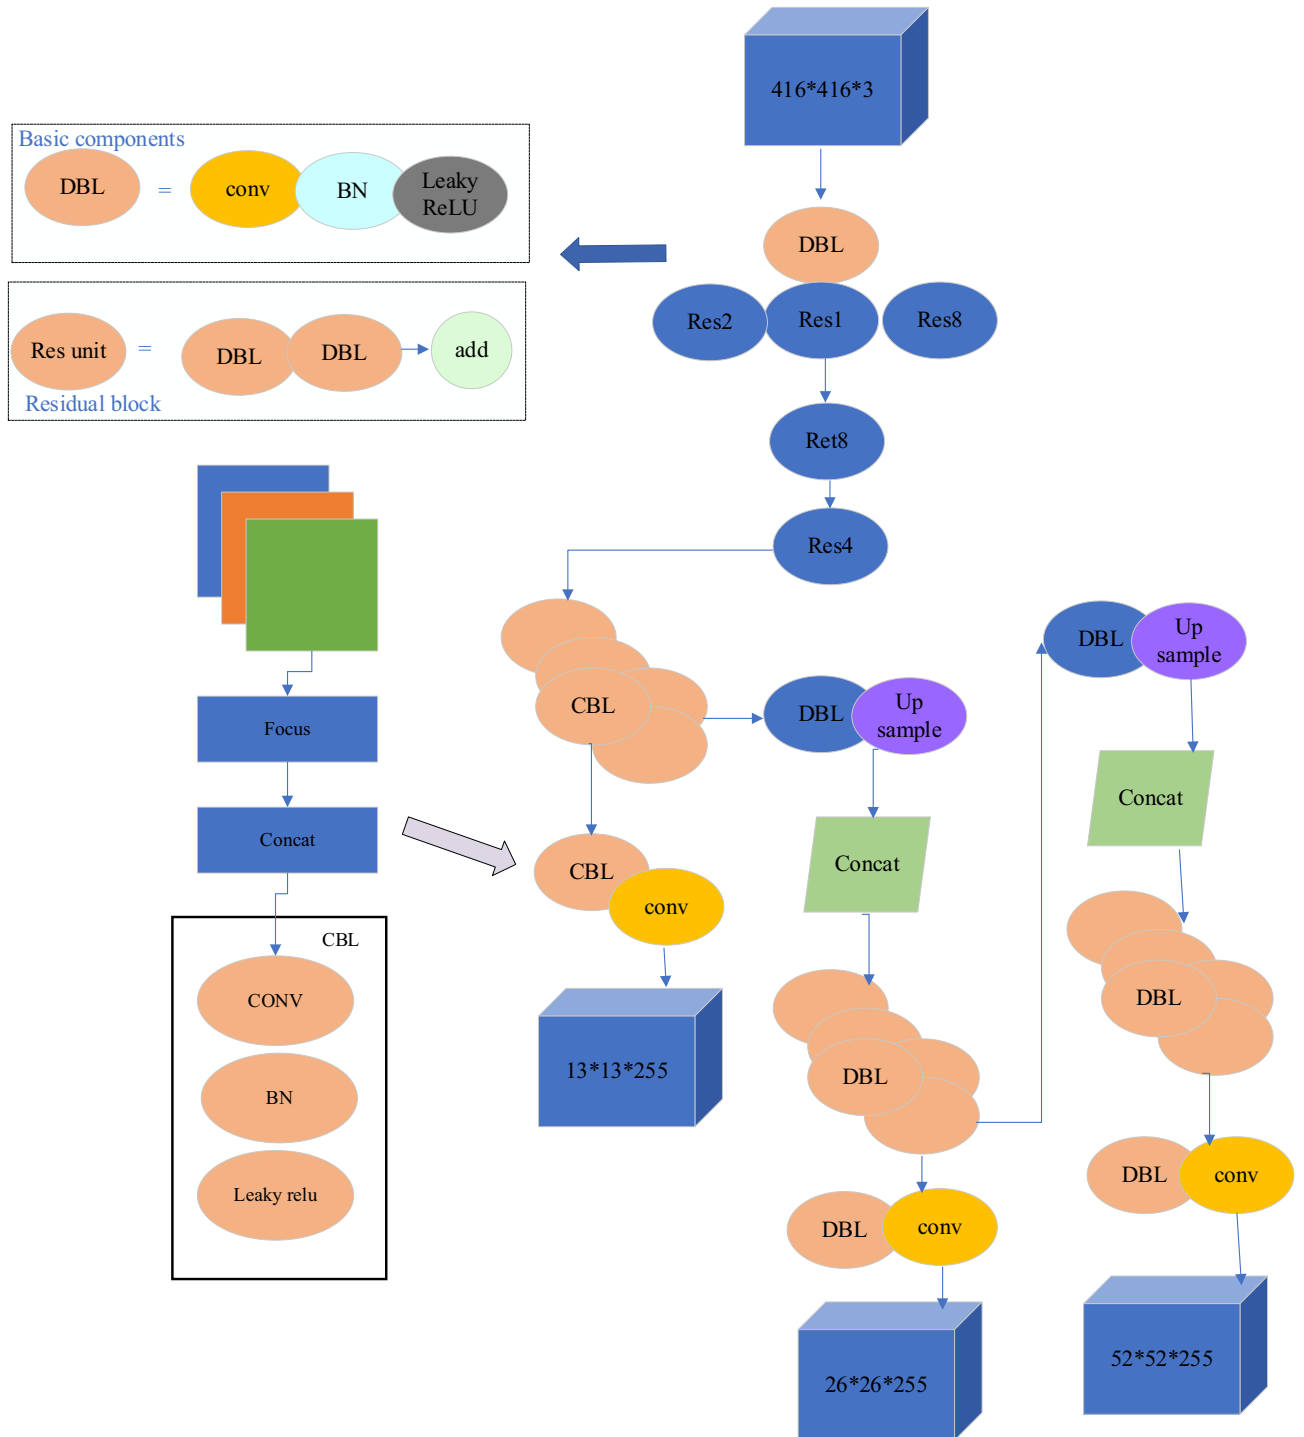 416*416*3
Basic components
DBL
=
conv
BN
Leaky
ReLU
DBL
Res2
Res1
Res8
Res unit
=
DBL
DBL
add
Residual block
Ret8
Res4
Focus
Concat
CBL
CONV
BN
Leaky relu
CBL
CBL
conv
13*13*255
DBL
Up
sample
Concat
DBL
DBL
conv
26*26*255
DBL
Up
sample
Concat
DBL
DBL
conv
52*52*255